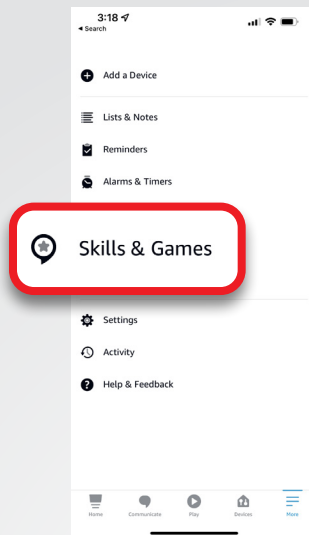 3:18
Search
Add a Device
Lists & Notes
Reminders
Alarms & Timers
Skills & Games
Settings
Activity
Help & Feedback
Home Communicate Play Devices More